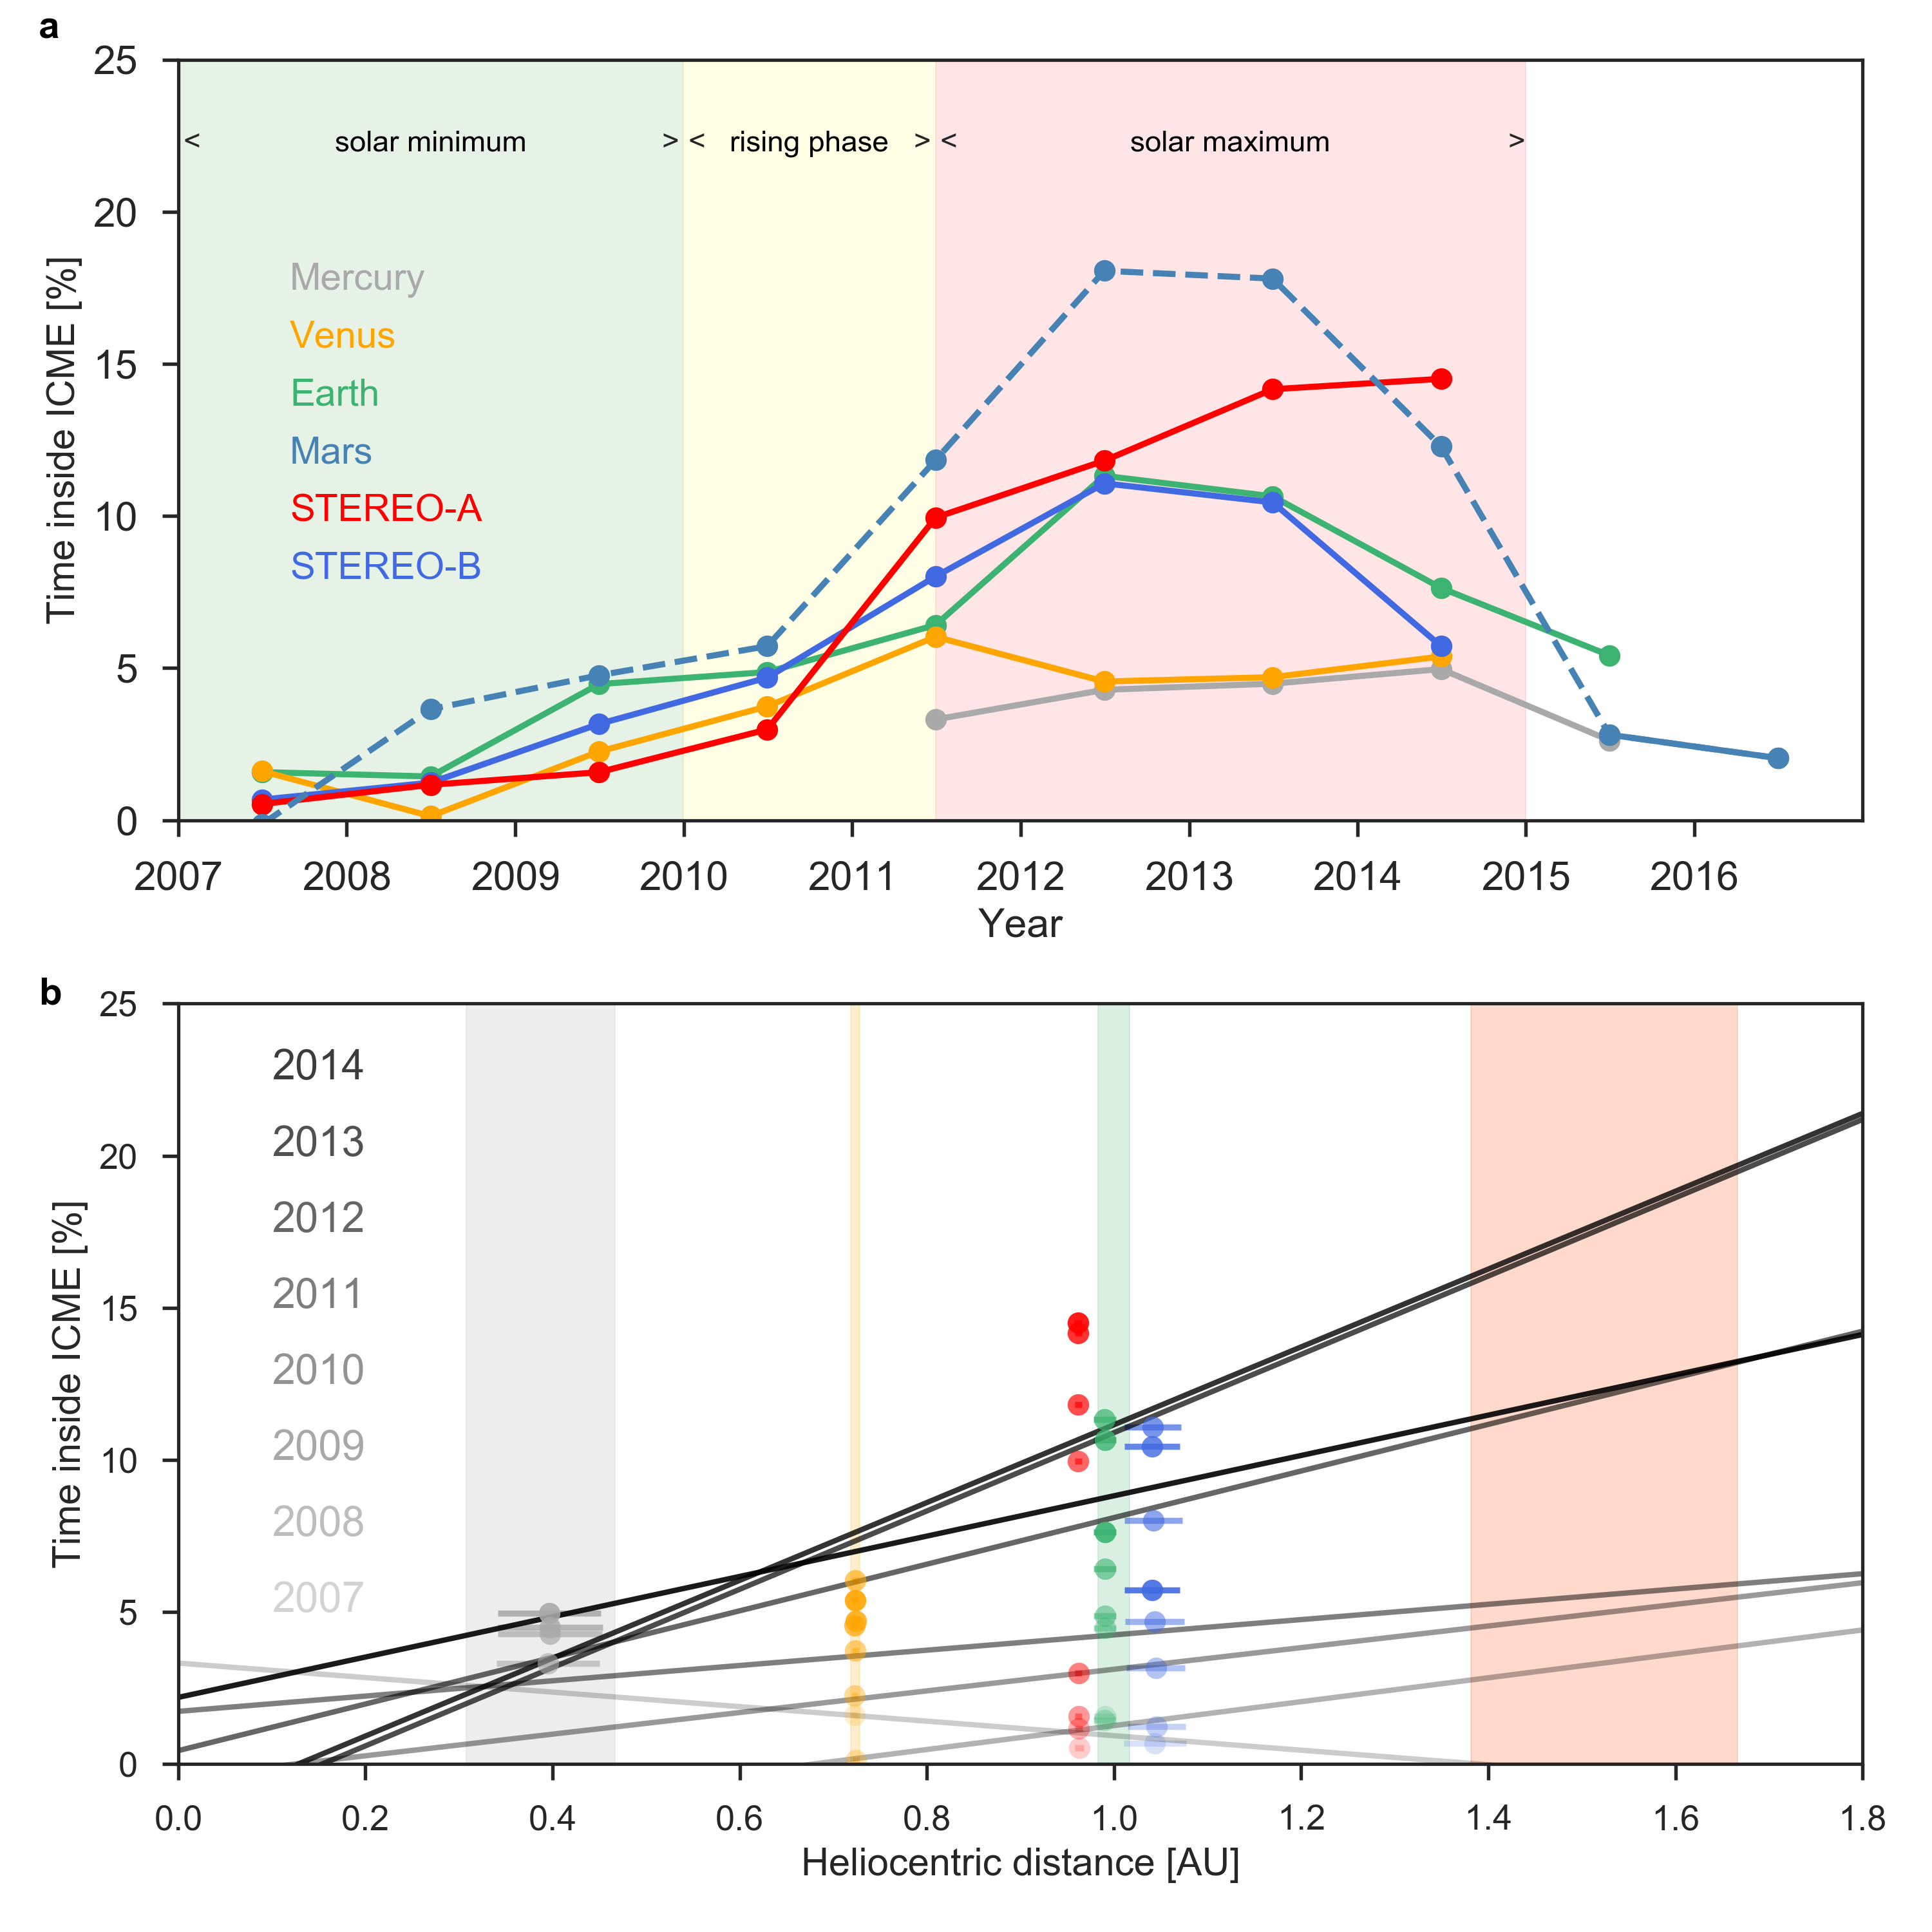 a
25
20
15
10
5
0
Time inside ICME [%]
< solar minimum > < rising phase > < solar maximum >
Mercury
Venus
Earth
Mars
STEREO-A
STEREO-B
2007 2008 2009 2010 2011 2012 2013 2014 2015 2016
Year
b
25
20
15
10
5
0
Time inside ICME [%]
2014
2013
2012
2011
2010
2009
2008
2007
0.0 0.2 0.4 0.6 0.8 1.0 1.2 1.4 1.6 1.8
Heliocentric distance [AU]